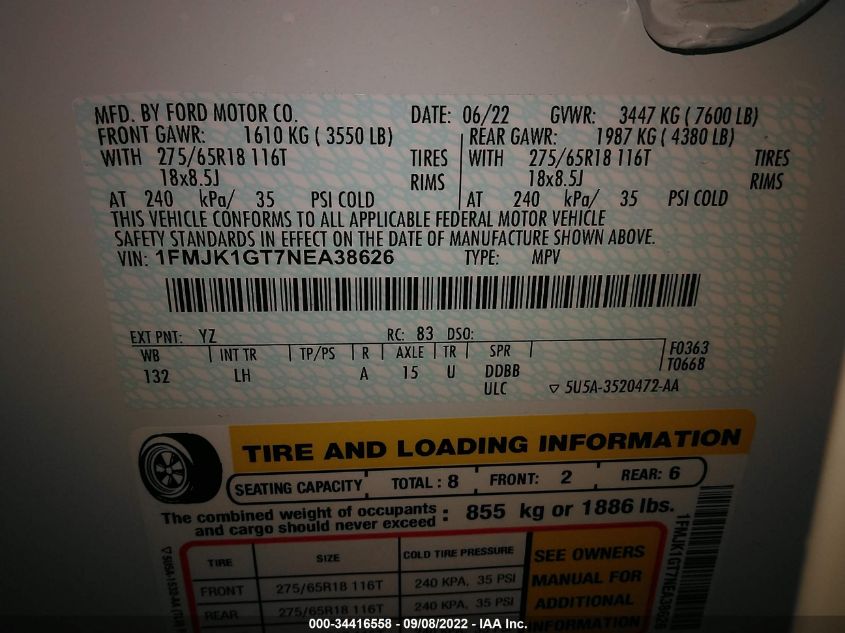 MFD. BY FORD MOTOR CO. DATE: 06/22 GVWR: 3447 KG ( 7600 LB)
FRONT GAWR: 1610 KG ( 3550 LB) REAR GAWR: 1987 KG ( 4380 LB)
WITH 275/65R18 116T TIRES WITH 275/65R18 116T TIRES
18x8.5J RIMS 18x8.5J RIMS
AT 240 kPa/ 35 PSI COLD AT 240 kPa/ 35 PSI COLD
THIS VEHICLE CONFORMS TO ALL APPLICABLE FEDERAL MOTOR VEHICLE
SAFETY STANDARDS IN EFFECT ON THE DATE OF MANUFACTURE SHOWN ABOVE.
VIN: 1FMJK1GT7NEA38626 TYPE: MPV
EXT PNT: YZ RC: 83 DSO:
WB INT TR TP/PS R AXLE TR SPR F0363
T0668
132 LH A 15 U DDBB
ULC ▽ 5U5A-3520472-AA
TIRE AND LOADING INFORMATION
SEATING CAPACITY TOTAL : 8 FRONT: 2 REAR: 6
The combined weight of occupants and cargo should never exceed : 855 kg or 1886 lbs.
TIRE SIZE COLD TIRE PRESSURE
FRONT 275/65R18 116T 240 KPA, 35 PSI
REAR 275/65R18 116T 240 KPA, 35 PSI
SEE OWNERS
MANUAL FOR
ADDITIONAL
INFORMATION
1FMJK1GT7NEA38626
000-34416558 - 09/08/2022 - IAA Inc.